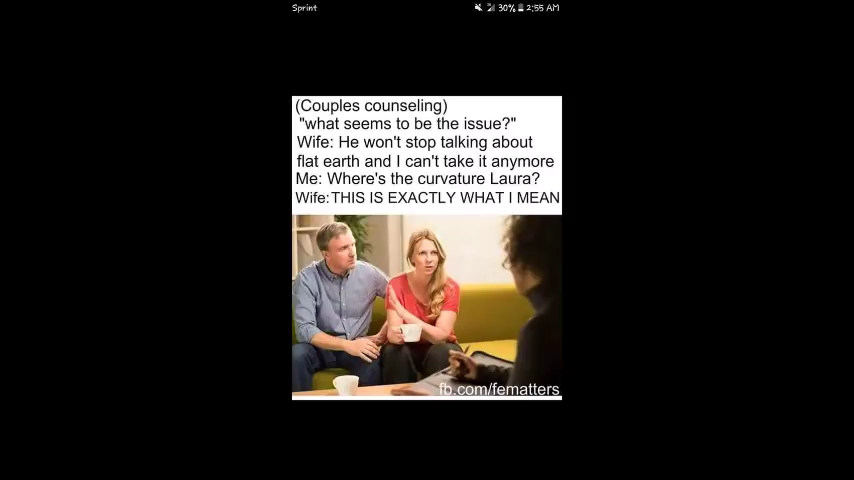 Sprint 30% 2:55 AM
(Couples counseling)
"what seems to be the issue?"
Wife: He won't stop talking about
flat earth and I can't take it anymore
Me: Where's the curvature Laura?
Wife:THIS IS EXACTLY WHAT I MEAN
fb.com/fematters